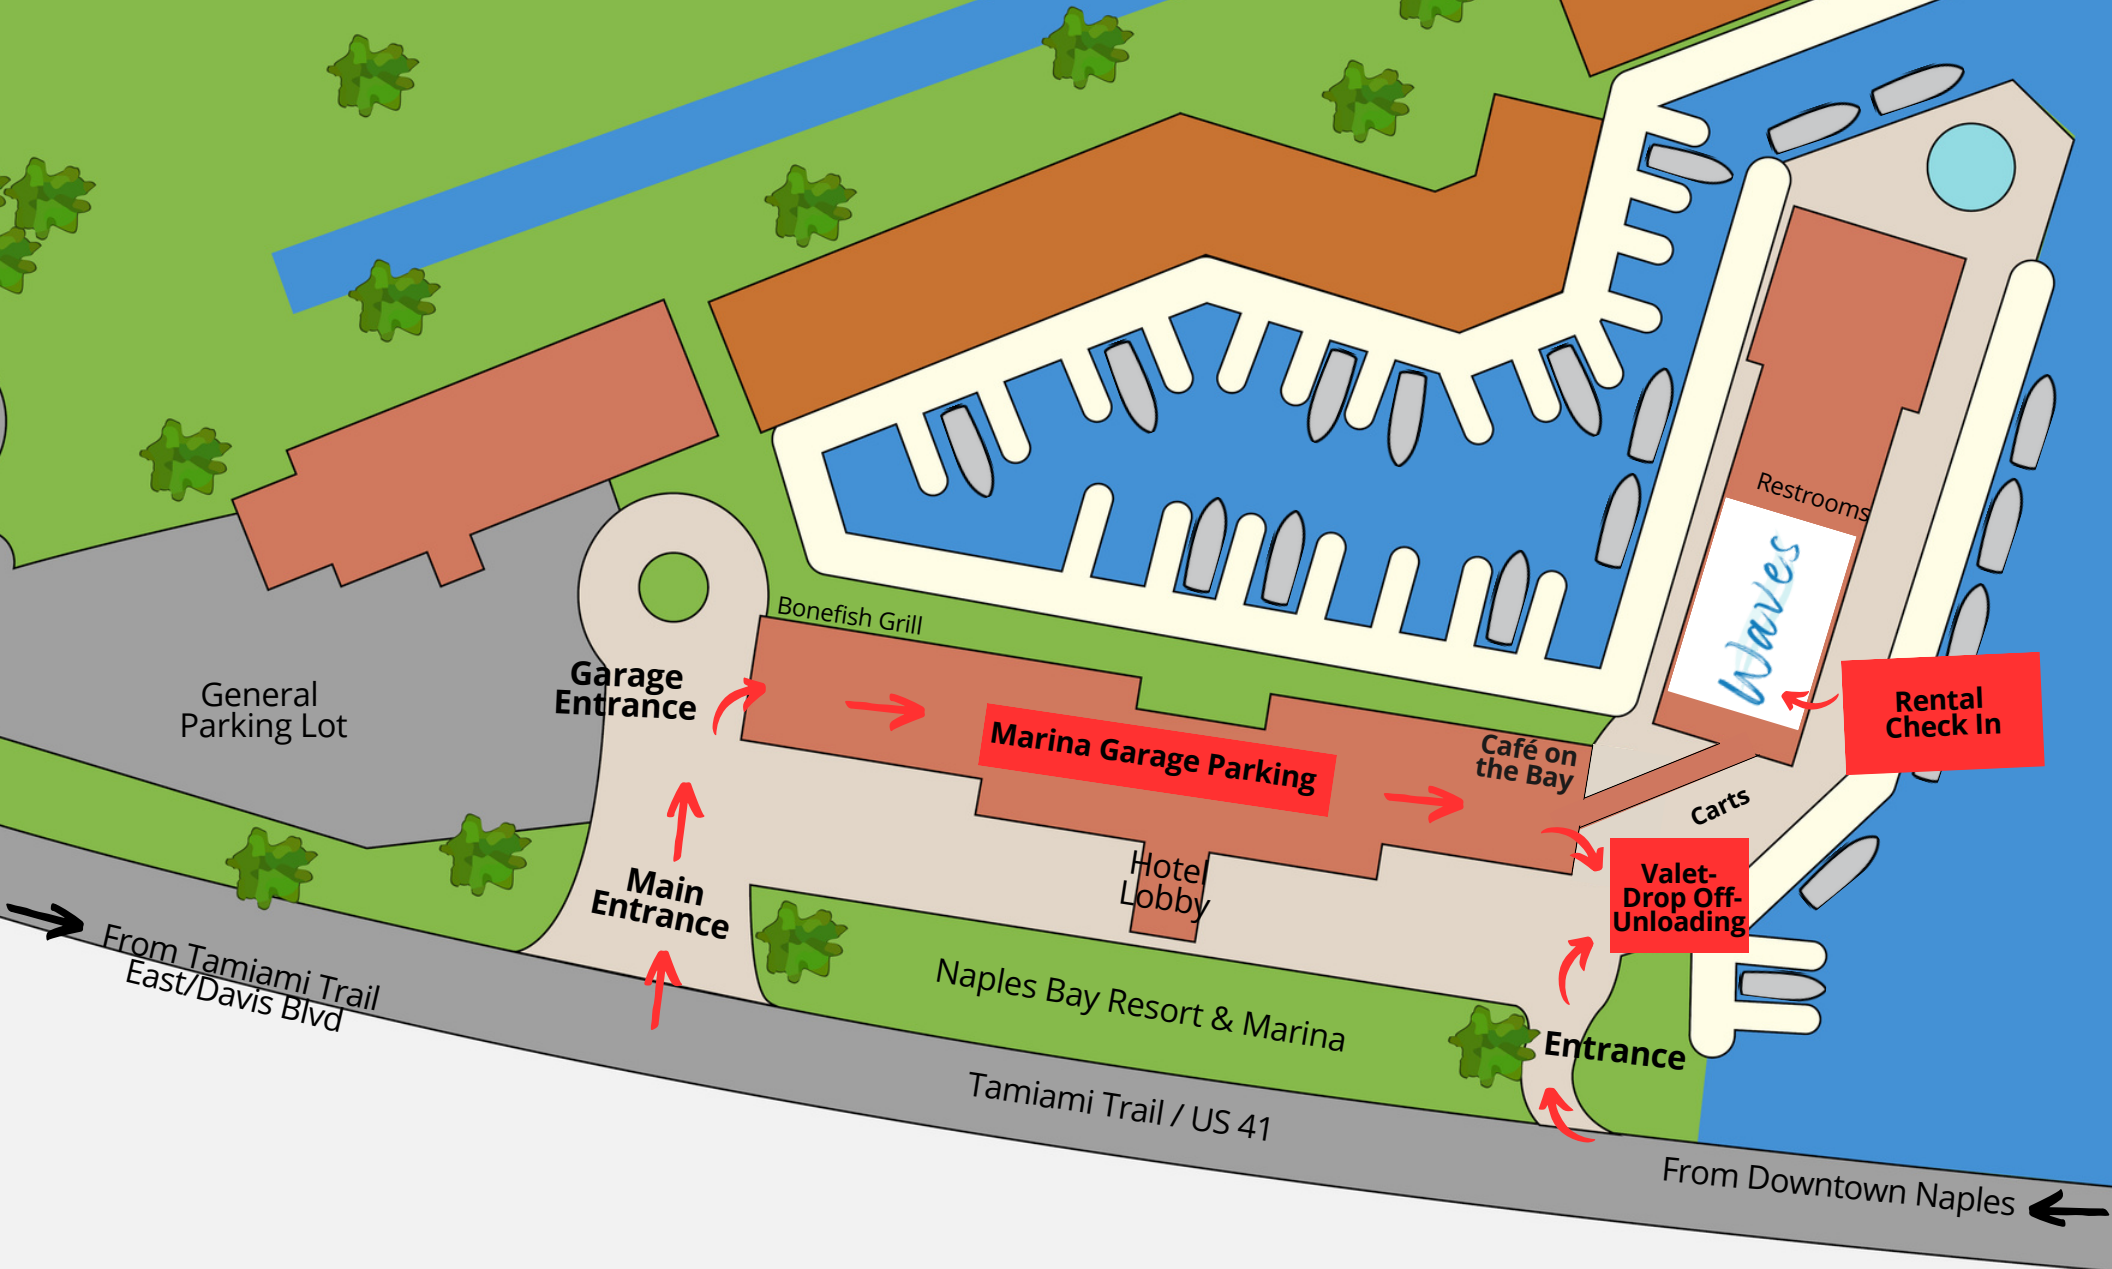 Restrooms
Waves
Bonefish Grill
Garage
Entrance
General
Parking Lot
Marina Garage Parking
Café on
the Bay
Rental
Check In
Carts
Valet-
Drop Off-
Unloading
Hotel
Lobby
Main
Entrance
From Tamiami Trail
East/Davis Blvd
Naples Bay Resort & Marina
Entrance
Tamiami Trail / US 41
From Downtown Naples